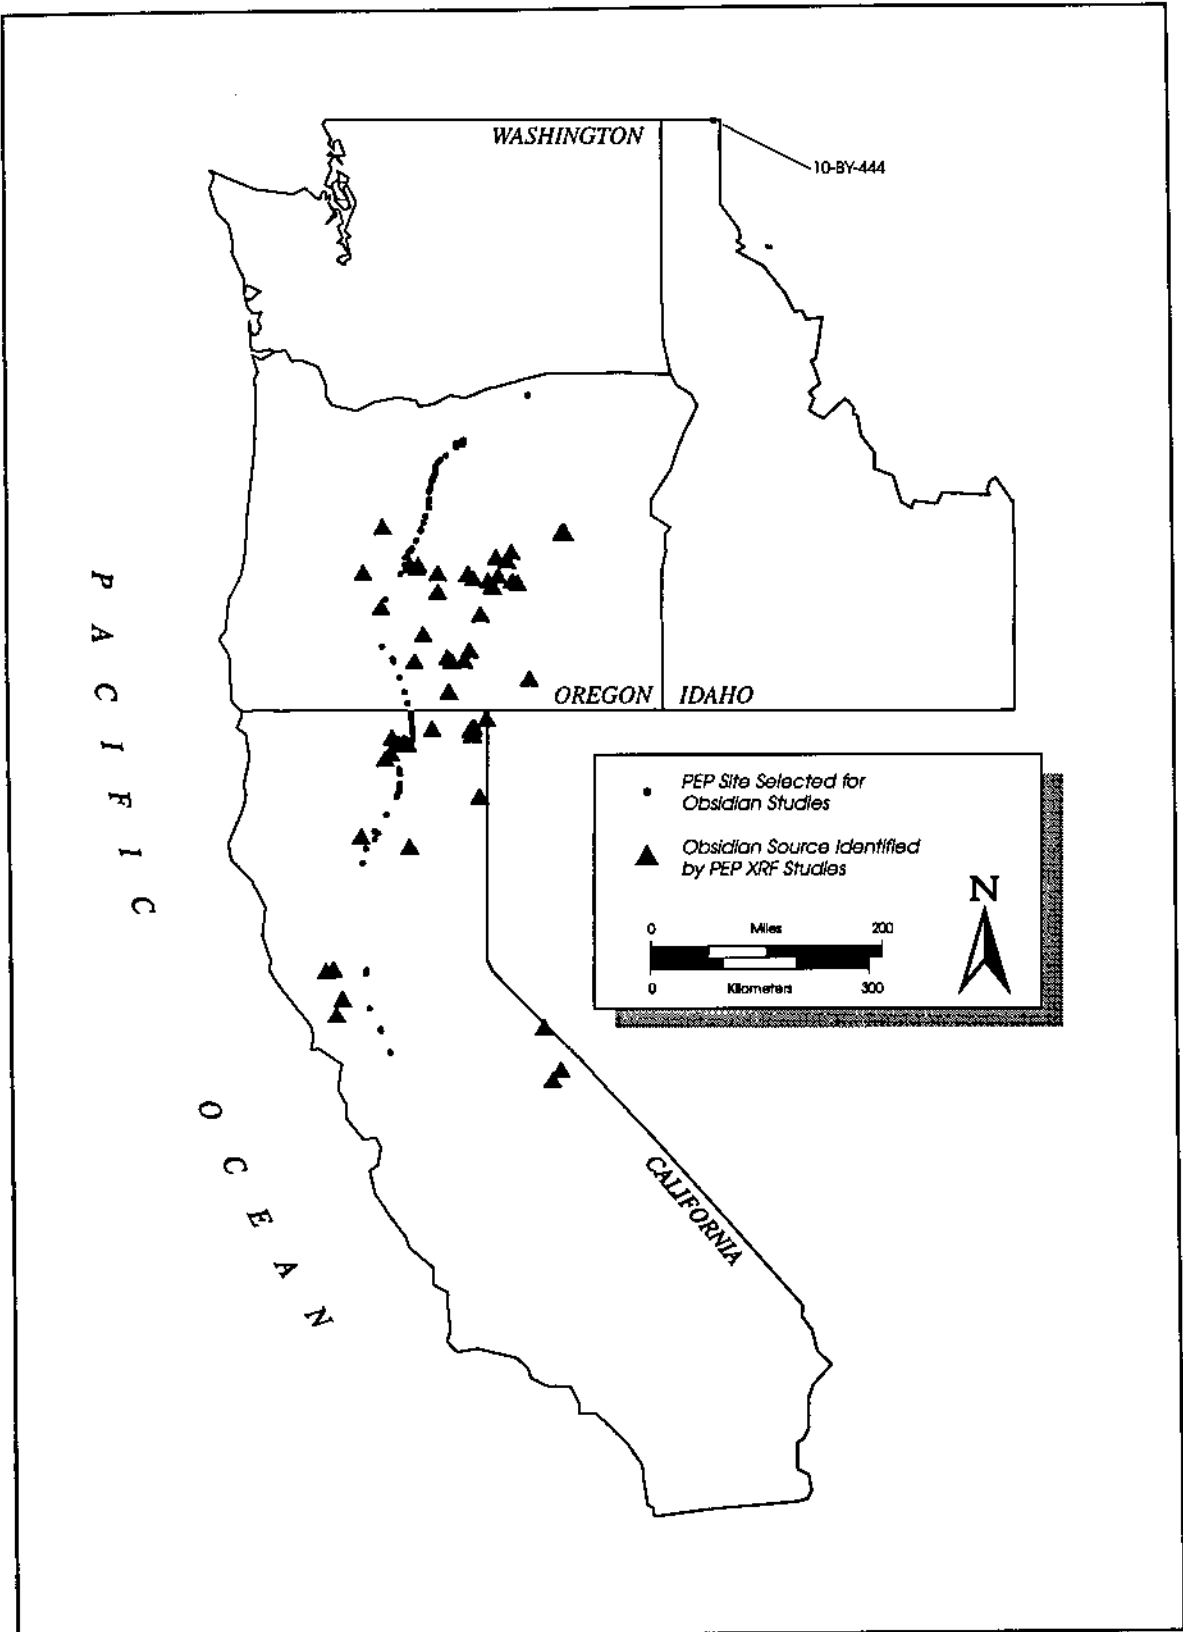 WASHINGTON
10-BY-444
PACIFIC
OREGON
IDAHO
PEP Site Selected for
Obsidian Studies
Obsidian Source Identified
by PEP XRF Studies
N
0 Miles 200
0 Kilometers 300
OCEAN
CALIFORNIA